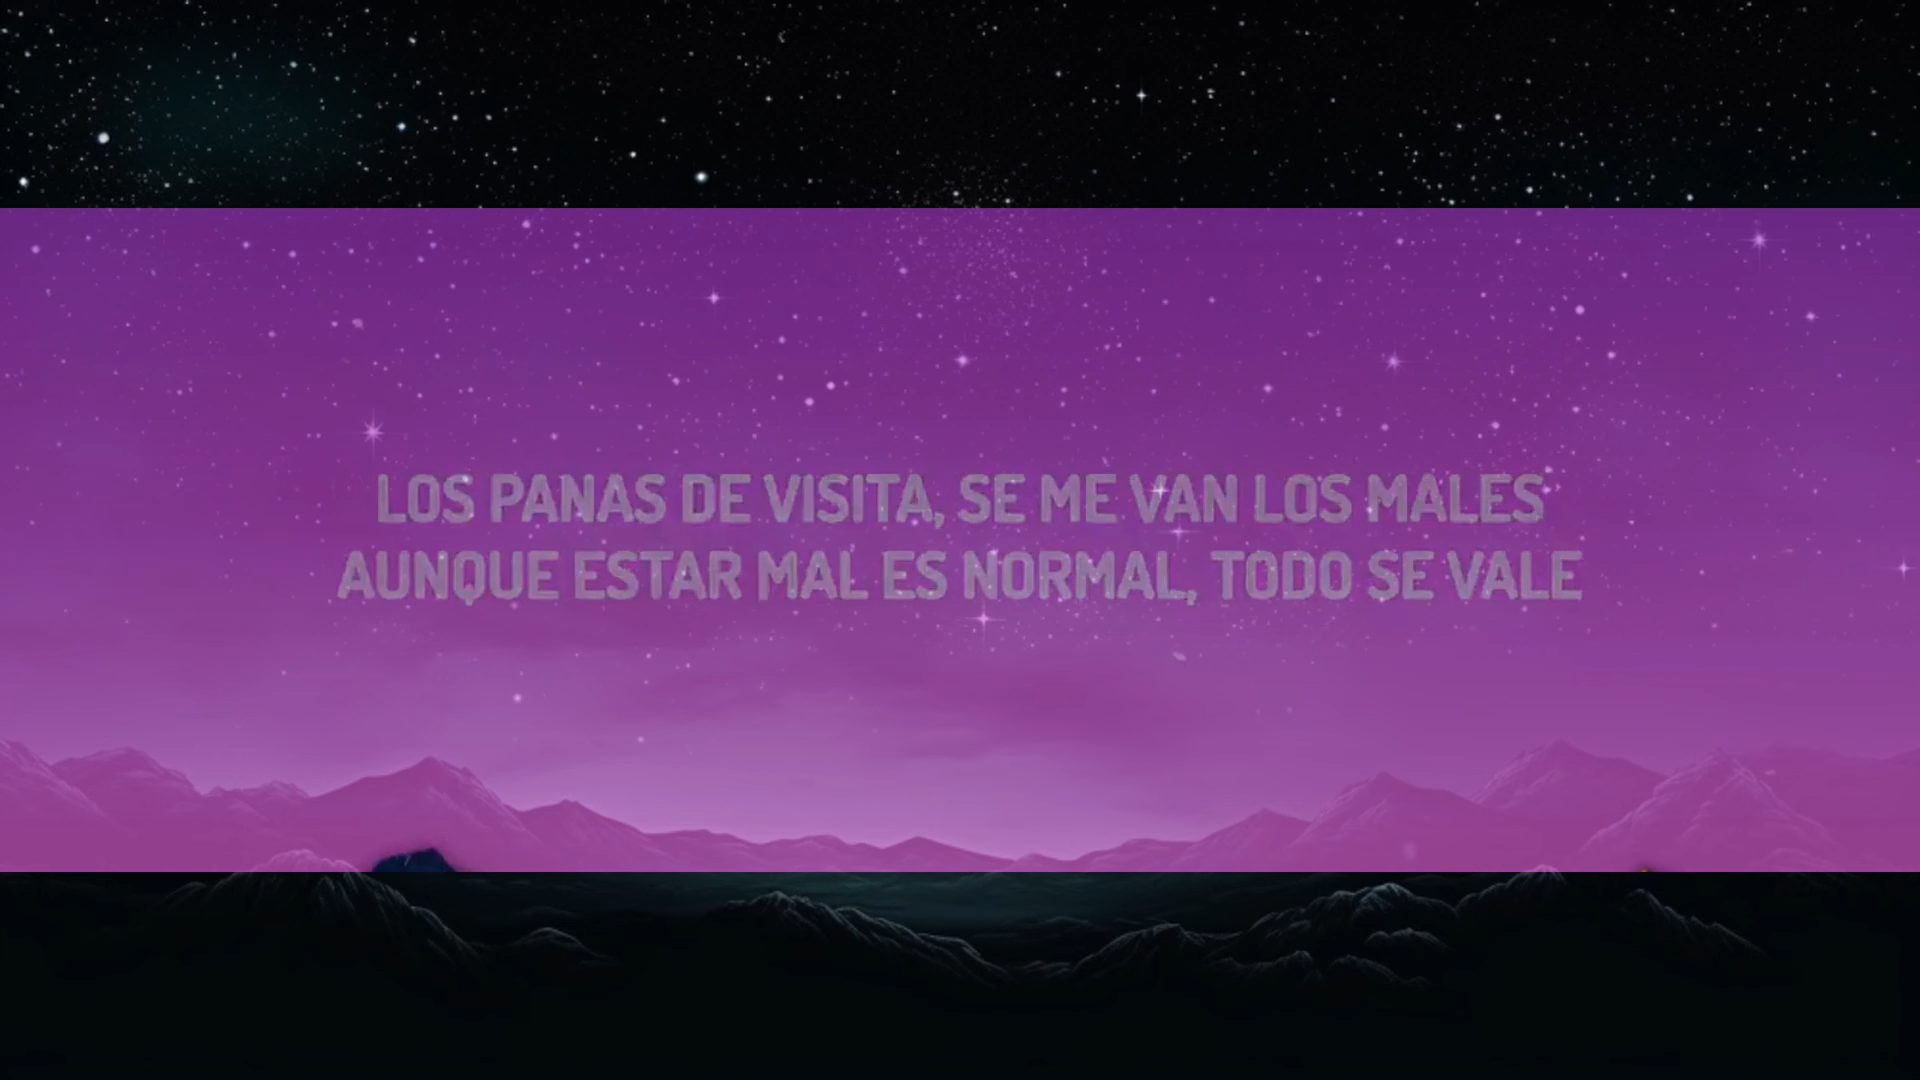 LOS PANAS DE VISITA, SE ME VAN LOS MALES
AUNQUE ESTAR MAL ES NORMAL, TODO SE VALE